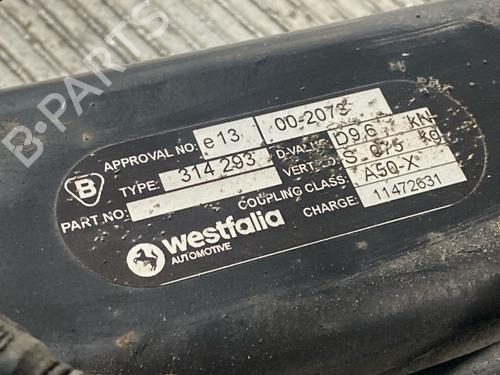 B-PARTS
APPROVAL NO: e13 00-2073
B TYPE: 314 293 D-VALUE D9,6 kN
PART NO: VERT. S 075 kg
COUPLING CLASS: A50-X
westfalia CHARGE: 11472631
AUTOMOTIVE